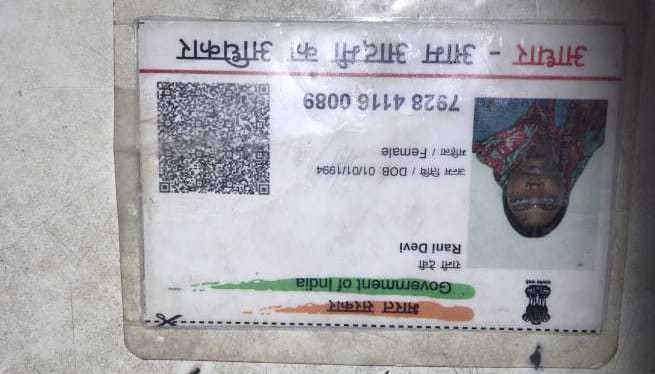 भारत सरकार
Government of India
रानी देवी
Rani Devi
जन्म तिथि / DOB: 01/01/1994
महिला / Female
7928 4116 0089
आधार - आम आदमी का अधिकार